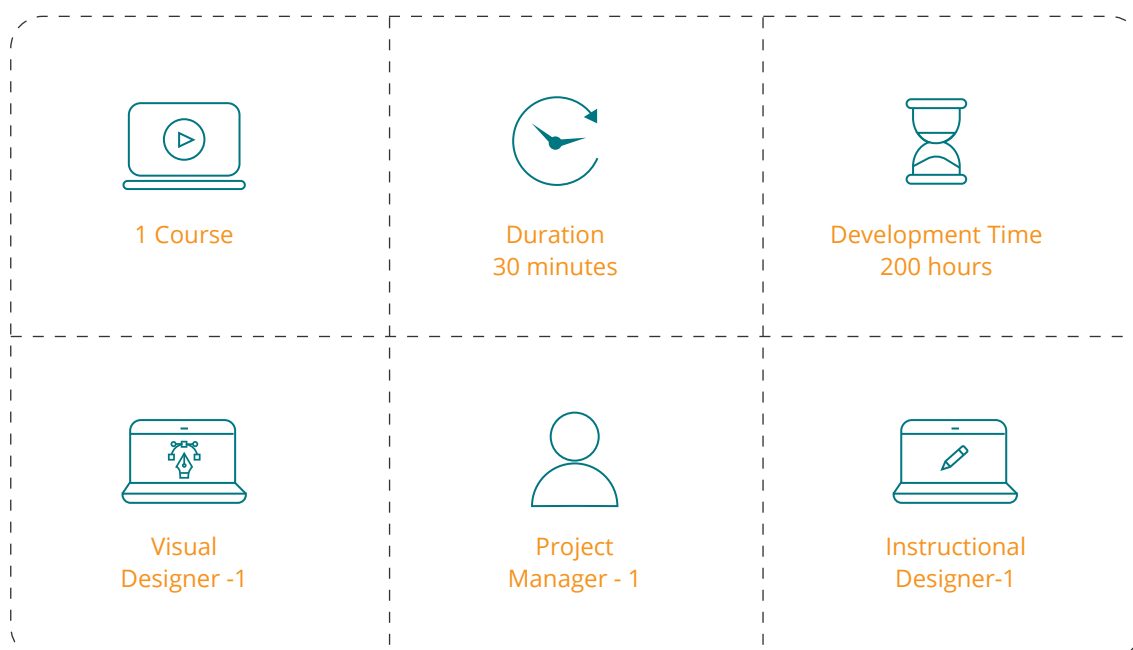 1 Course
Duration
30 minutes
Development Time
200 hours
Visual
Designer -1
Project
Manager - 1
Instructional
Designer-1